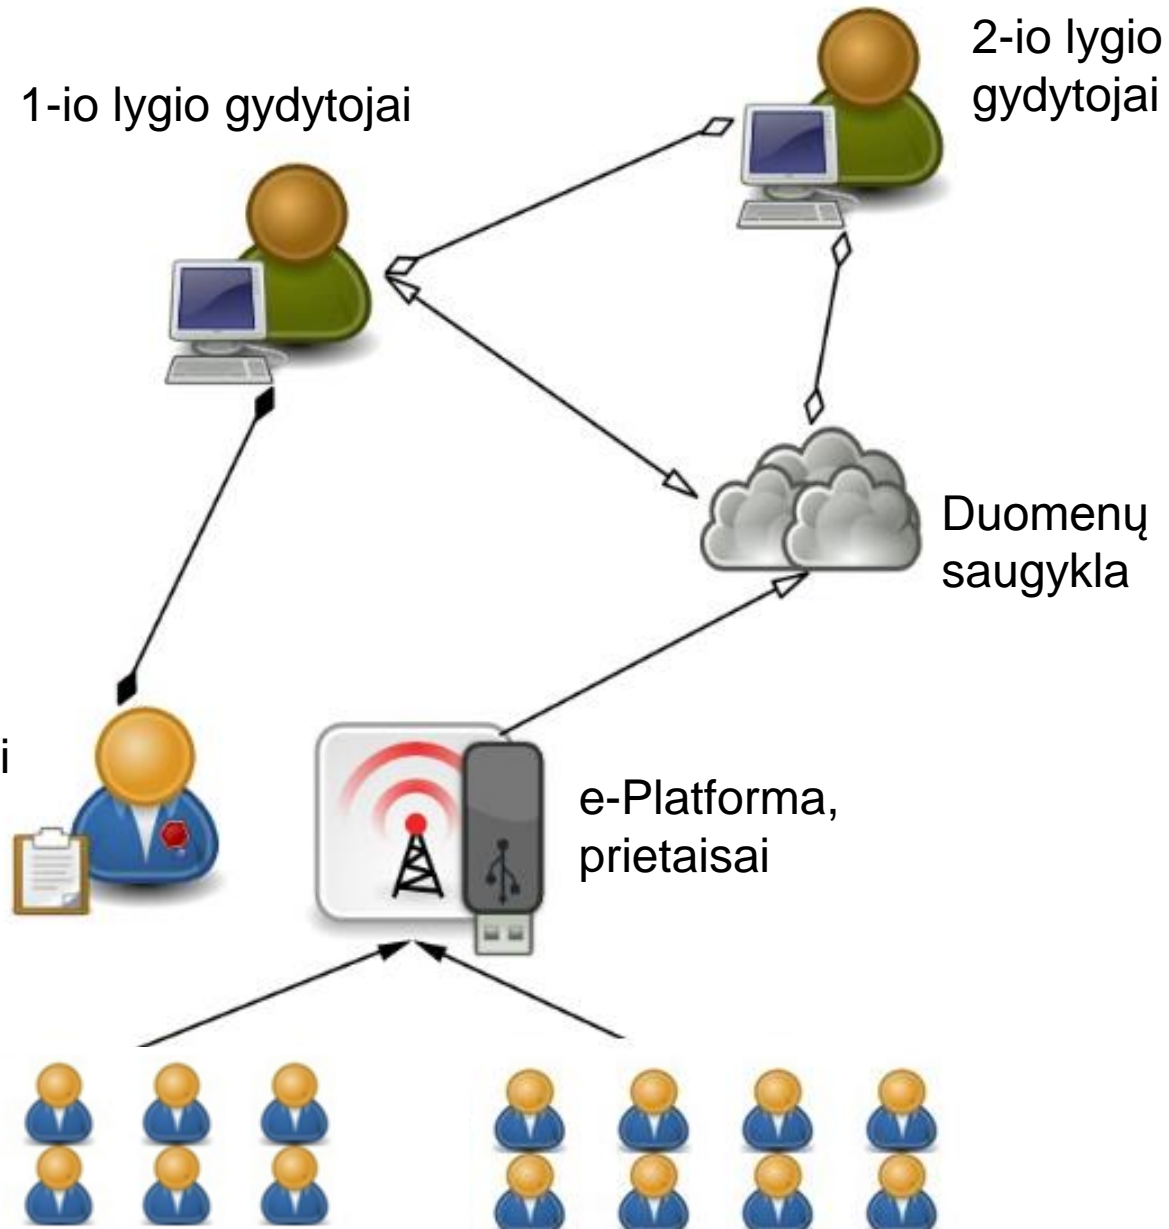 2-io lygio
gydytojai
1-io lygio gydytojai
Duomenų
saugykla
e-Platforma,
prietaisai